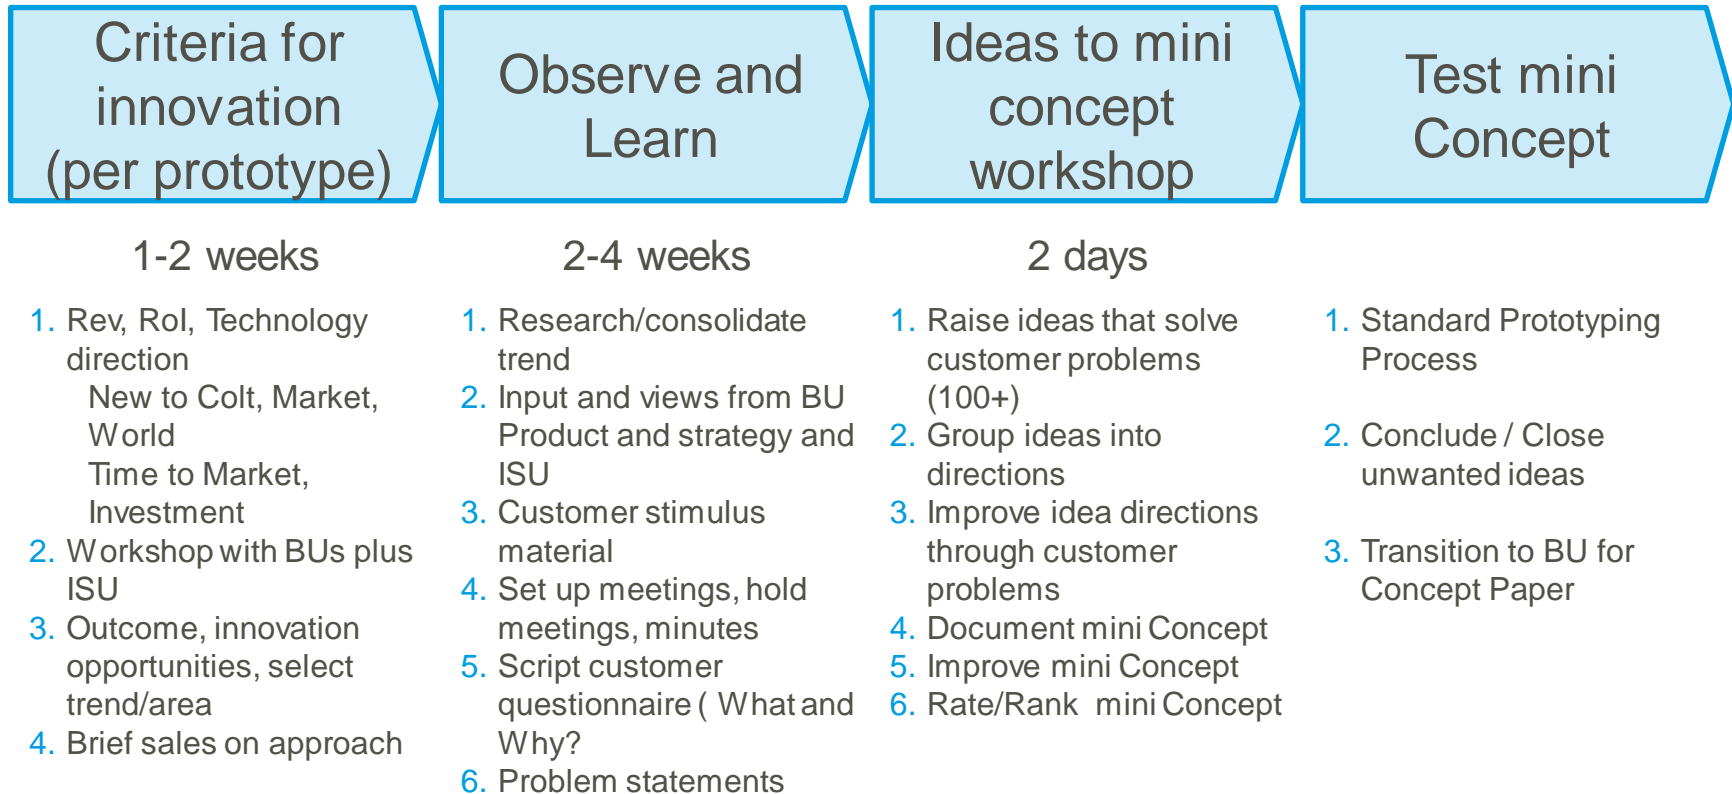 Criteria for
innovation
(per prototype)
Observe and
Learn
Ideas to mini
concept
workshop
Test mini
Concept
1-2 weeks
1. Rev, RoI, Technology
direction
New to Colt, Market,
World
Time to Market,
Investment
2. Workshop with BUs plus
ISU
3. Outcome, innovation
opportunities, select
trend/area
4. Brief sales on approach
2-4 weeks
1. Research/consolidate
trend
2. Input and views from BU
Product and strategy and
ISU
3. Customer stimulus
material
4. Set up meetings, hold
meetings, minutes
5. Script customer
questionnaire ( What and
Why?
6. Problem statements
2 days
1. Raise ideas that solve
customer problems
(100+)
2. Group ideas into
directions
3. Improve idea directions
through customer
problems
4. Document mini Concept
5. Improve mini Concept
6. Rate/Rank mini Concept
1. Standard Prototyping
Process
2. Conclude / Close
unwanted ideas
3. Transition to BU for
Concept Paper